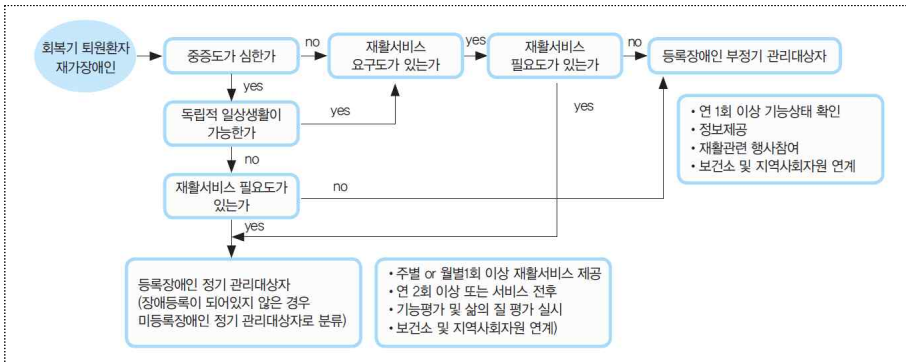 회복기 퇴원환자
재가장애인
중증도가 심한가
no
재활서비스
요구도가 있는가
yes
재활서비스
필요도가 있는가
no
등록장애인 부정기 관리대상자
yes
독립적 일상생활이
가능한가
yes
yes
• 연 1회 이상 기능상태 확인
• 정보제공
• 재활관련 행사참여
• 보건소 및 지역사회자원 연계
no
재활서비스 필요도가
있는가
no
yes
등록장애인 정기 관리대상자
(장애등록이 되어있지 않은 경우
미등록장애인 정기 관리대상자로 분류)
• 주별 or 월별1회 이상 재활서비스 제공
• 연 2회 이상 또는 서비스 전후
• 기능평가 및 삶의 질 평가 실시
• 보건소 및 지역사회자원 연계)